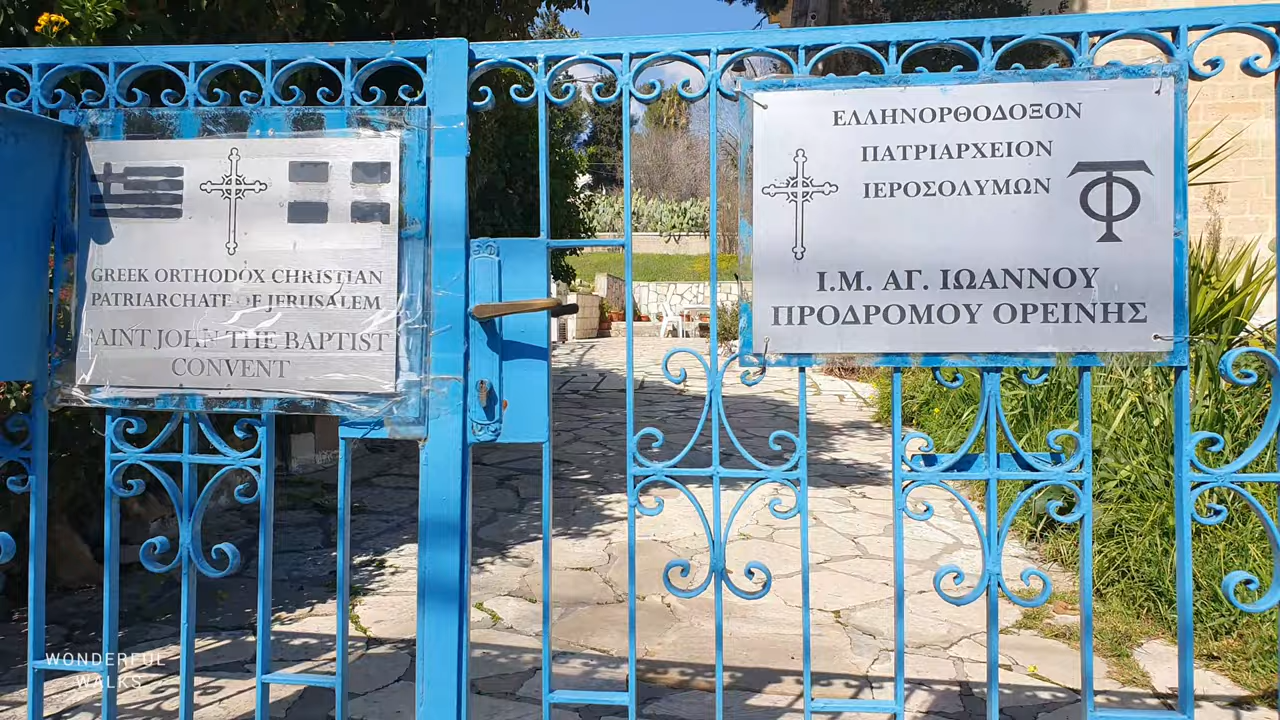 GREEK ORTHODOX CHRISTIAN
PATRIARCHATE OF JERUSALEM
SAINT JOHN THE BAPTIST
CONVENT
ΕΛΛΗΝΟΡΘΟΔΟΞΟΝ
ΠΑΤΡΙΑΡΧΕΙΟΝ
ΙΕΡΟΣΟΛΥΜΩΝ
Ι.Μ. ΑΓ. ΙΩΑΝΝΟΥ
ΠΡΟΔΡΟΜΟΥ ΟΡΕΙΝΗΣ
WONDERFUL
WALKS